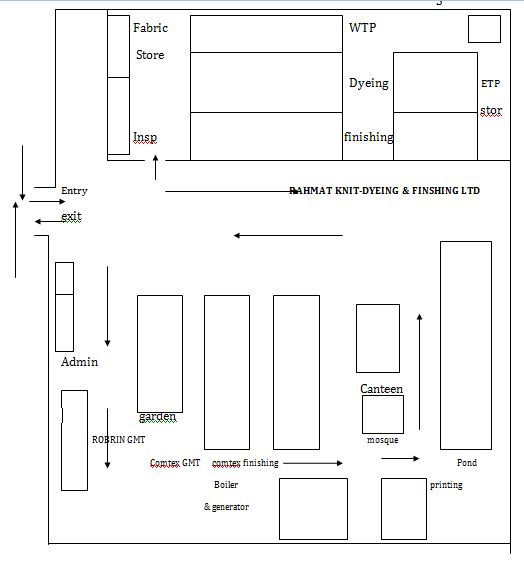 Fabric
Store
WTP
Dyeing
ETP
stor
Insp
finishing
Entry
RAHMAT KNIT-DYEING & FINSHING LTD
exit
Admin
Canteen
garden
ROBRIN GMT
mosque
Comtex GMT
comtex finishing
Pond
Boiler
printing
& generator